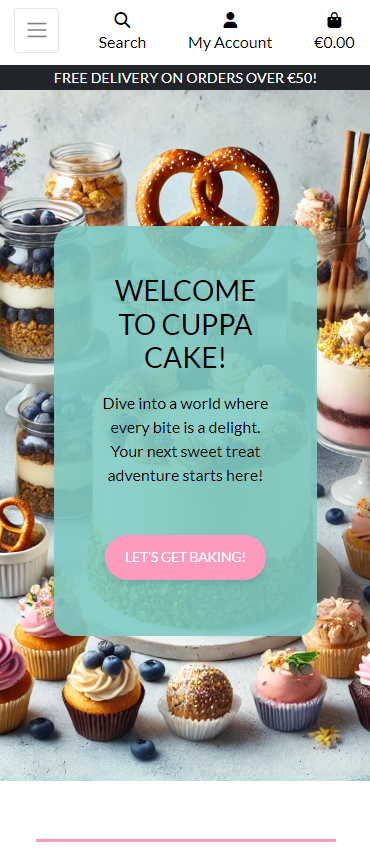 Search My Account €0.00
FREE DELIVERY ON ORDERS OVER €50!
WELCOME
TO CUPPA
CAKE!
Dive into a world where
every bite is a delight.
Your next sweet treat
adventure starts here!
LET'S GET BAKING!